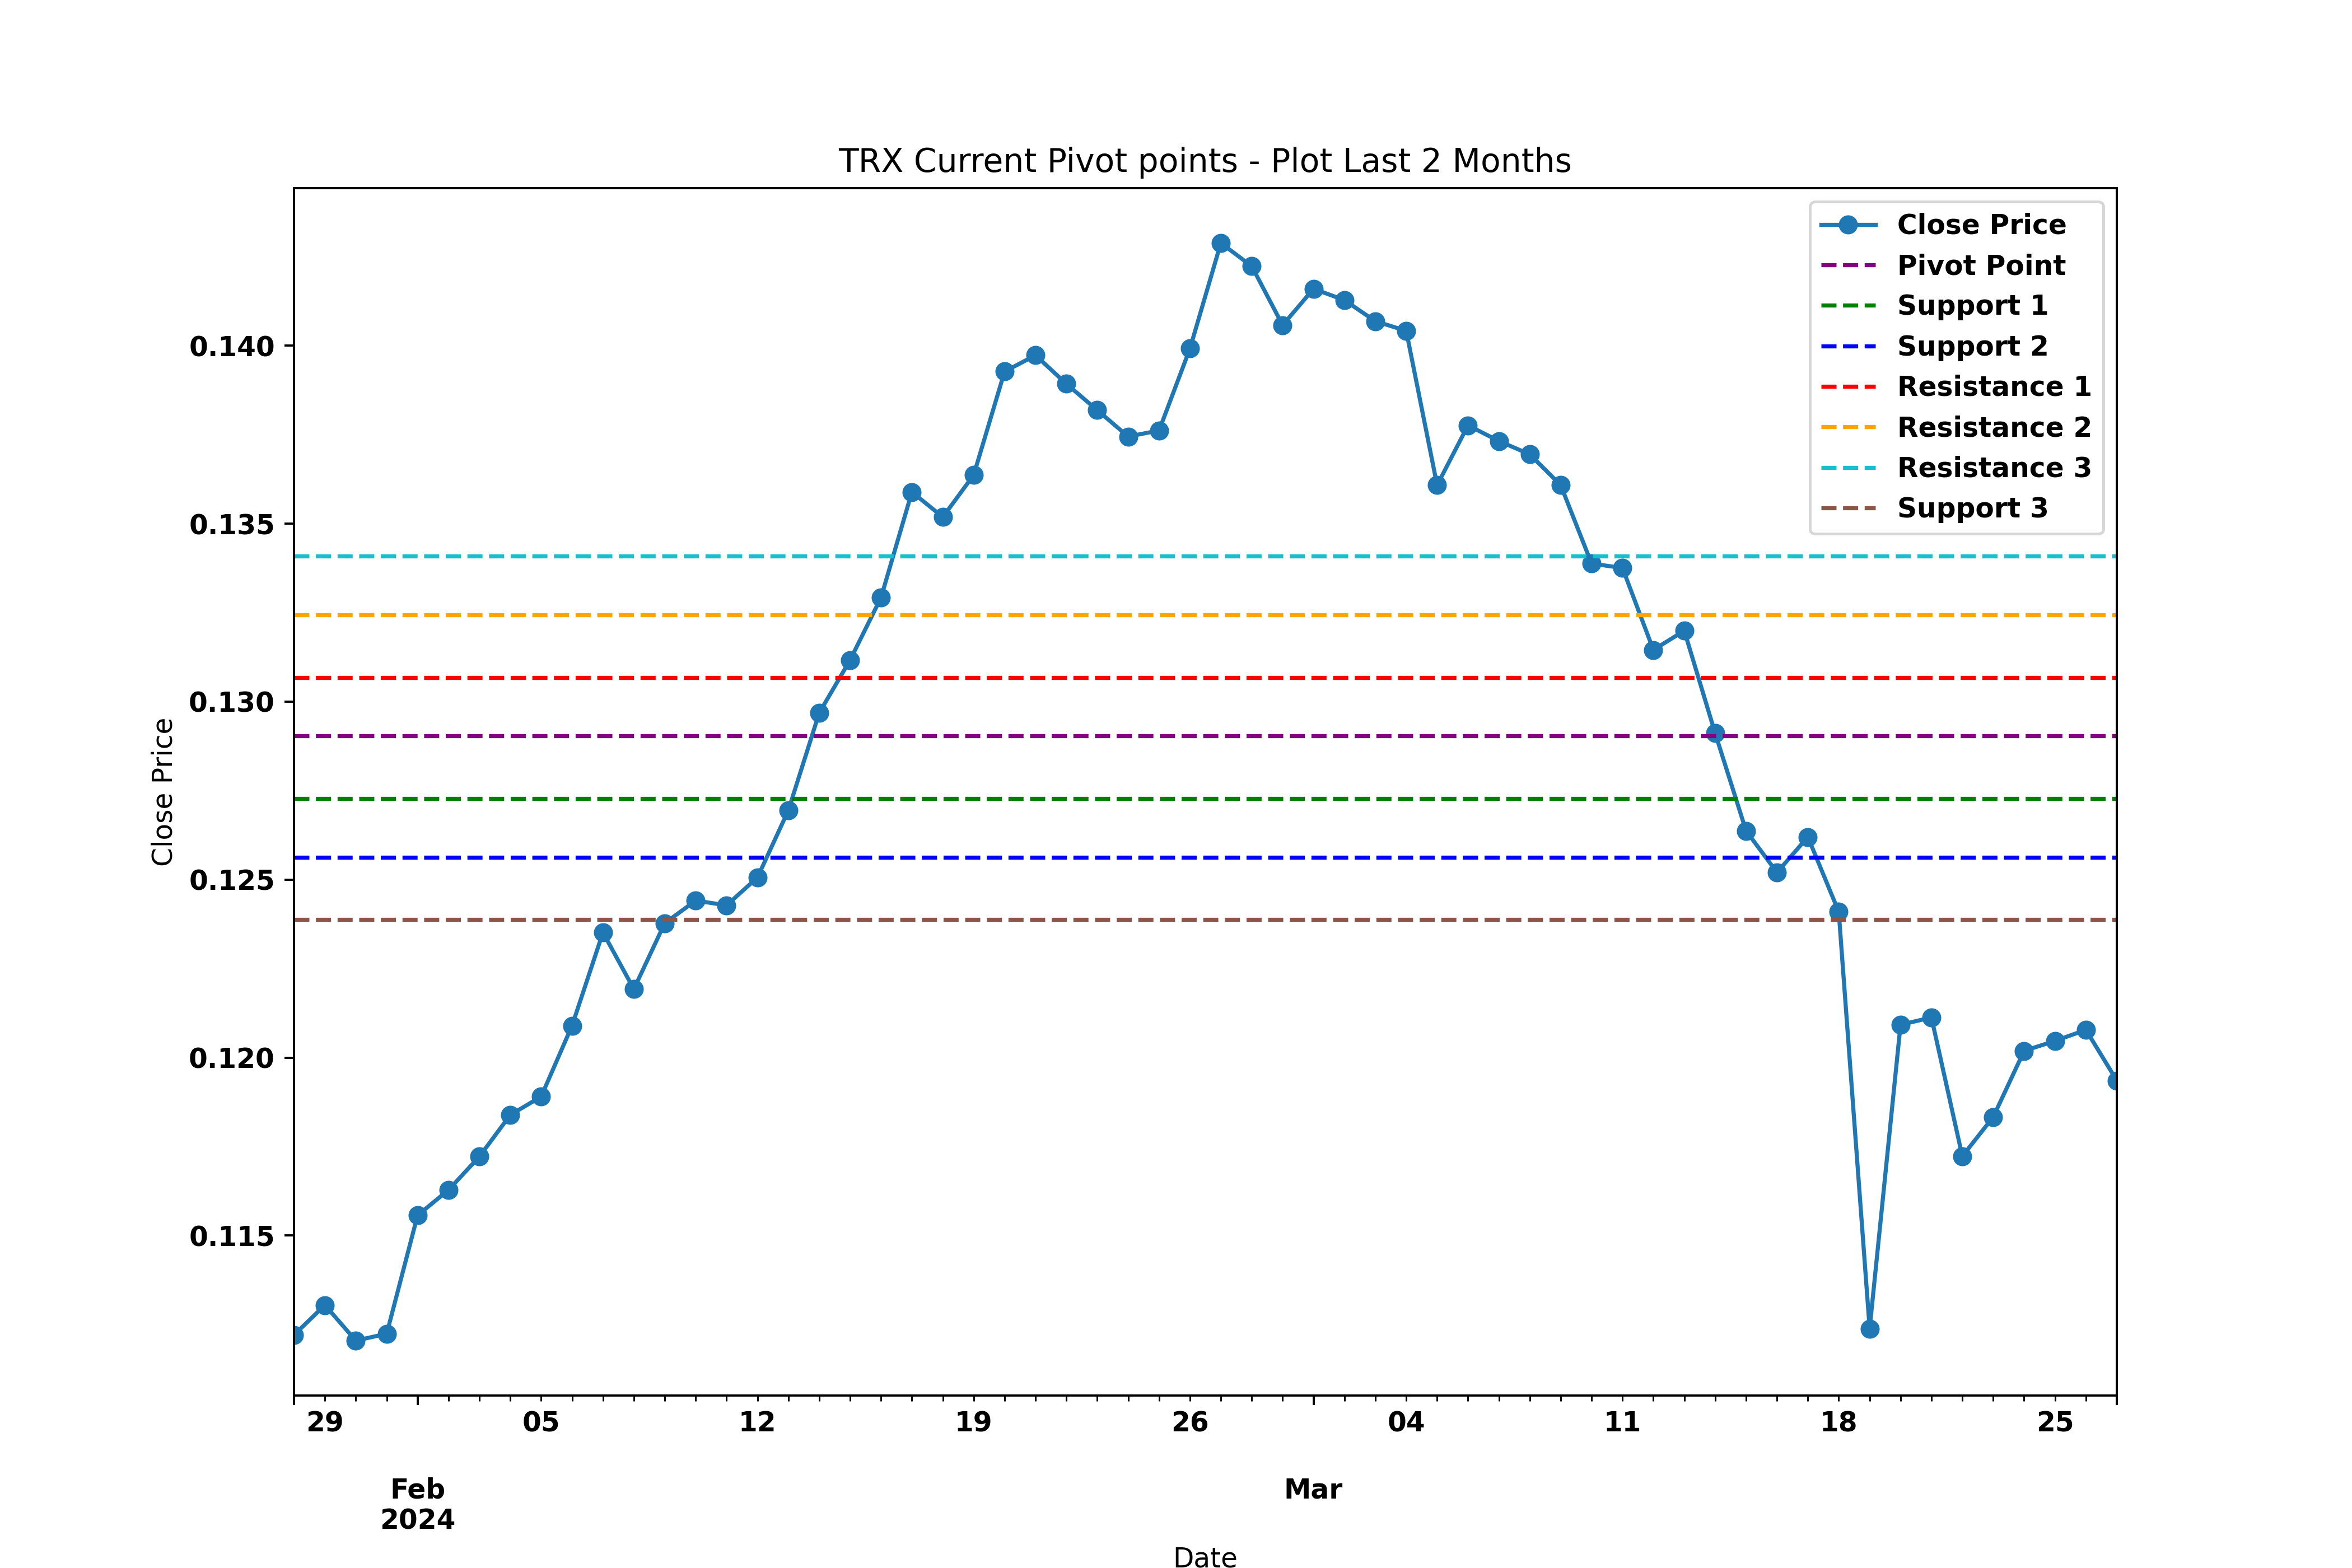 TRX Current Pivot points - Plot Last 2 Months
Close Price
Pivot Point
Support 1
Support 2
Resistance 1
Resistance 2
Resistance 3
Support 3
0.140
0.135
0.130
0.125
0.120
0.115
Close Price
29 05 12 19 26 04 11 18 25
Feb Mar
2024
Date